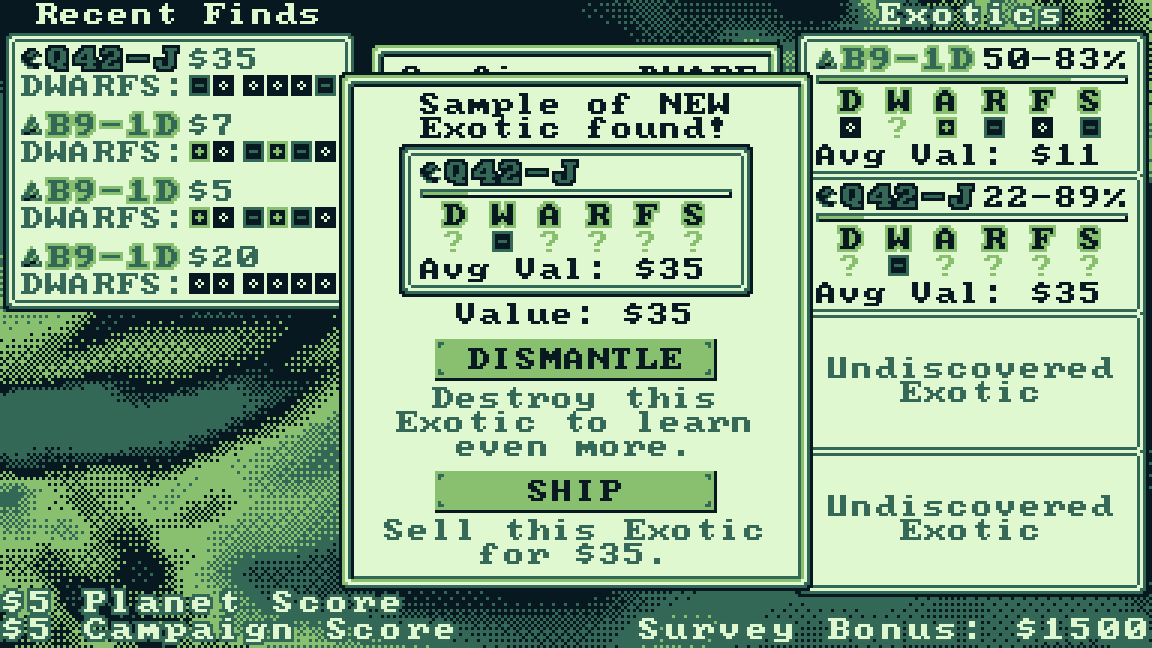 Recent Finds
Q42-J $35
DWARFS:
B9-1D $7
DWARFS:
B9-1D $5
DWARFS:
B9-1D $20
DWARFS:
Sample of NEW
Exotic found!
Q42-J
D W A R F S
? - ? ? ? ?
Avg Val: $35
Value: $35
DISMANTLE
Destroy this
Exotic to learn
even more.
SHIP
Sell this Exotic
for $35.
Exotics
B9-1D 50-83%
D W A R F S
?
Avg Val: $11
Q42-J 22-89%
D W A R F S
? - ? ? ? ?
Avg Val: $35
Undiscovered
Exotic
Undiscovered
Exotic
$5 Planet Score
$5 Campaign Score
Survey Bonus: $1500